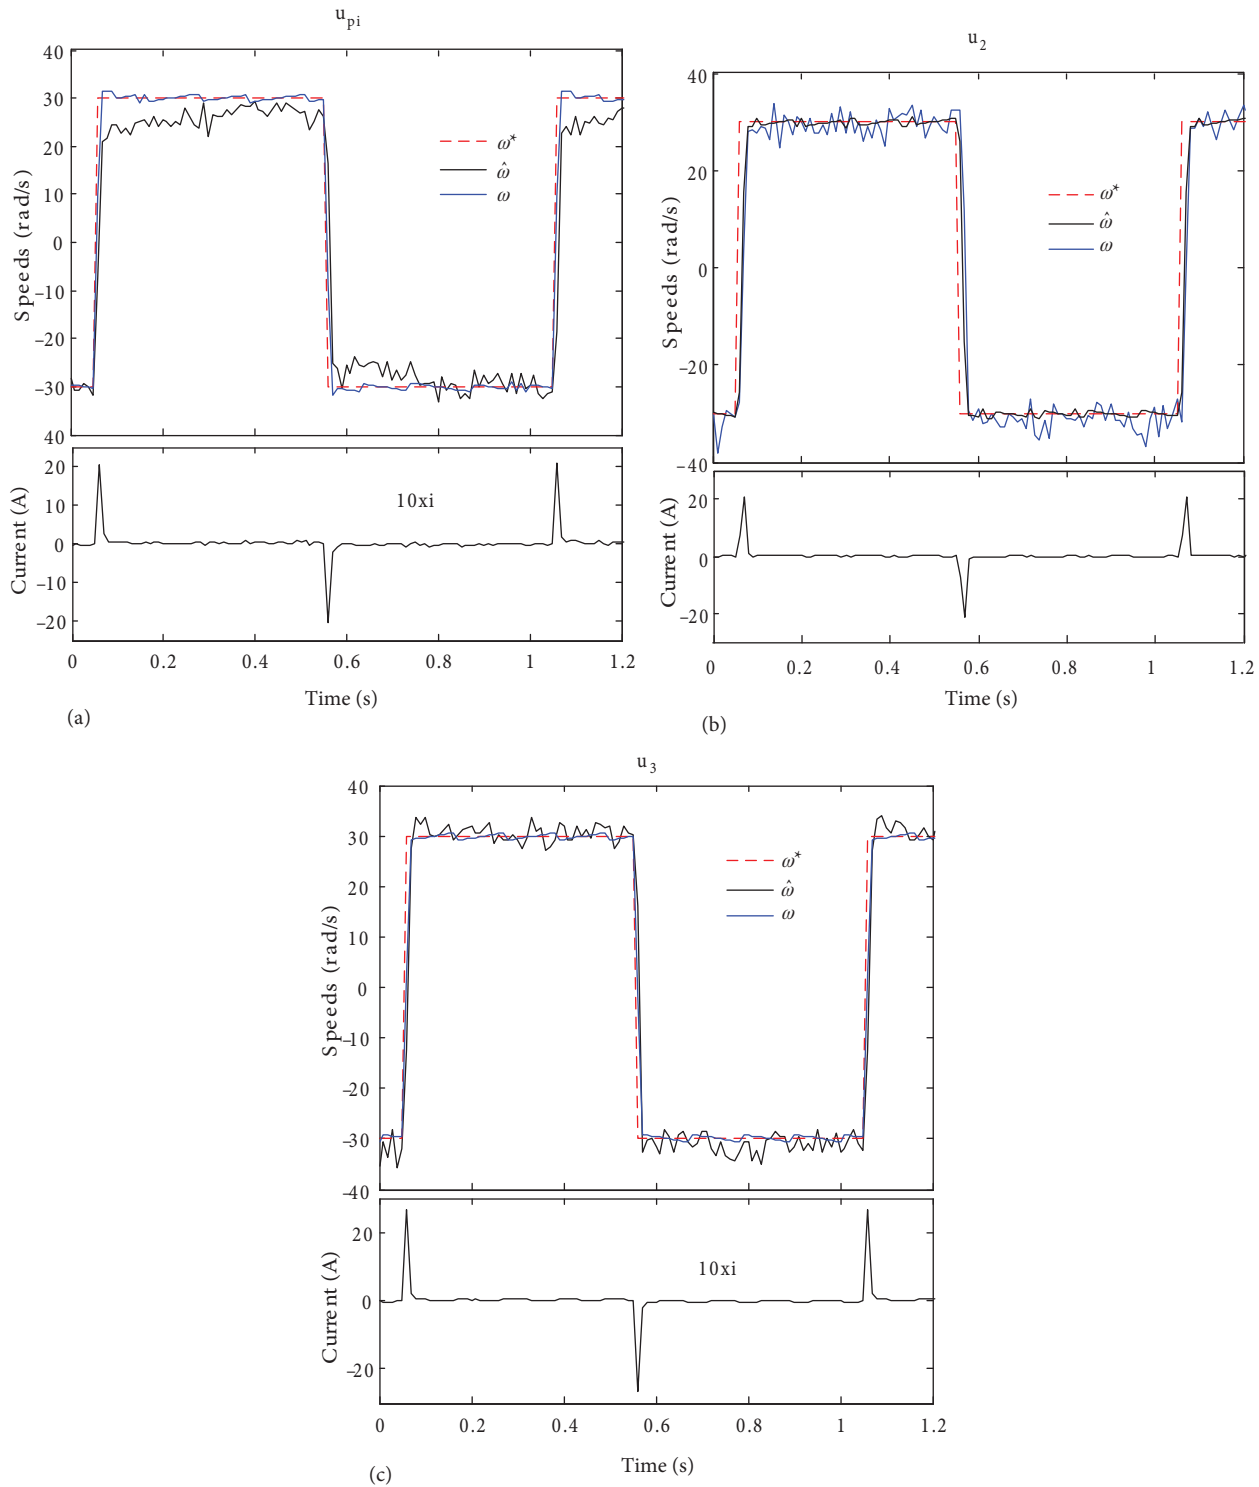 u_pi
40
30
20
10
0
−10
−20
−30
40
Speeds (rad/s)
ω*
ω̂
ω
20
10
0
−10
−20
Current (A)
10xi
0 0.2 0.4 0.6 0.8 1 1.2
Time (s)
(a)
u_2
40
20
0
−20
−40
Speeds (rad/s)
ω*
ω̂
ω
20
0
−20
Current (A)
0 0.2 0.4 0.6 0.8 1 1.2
Time (s)
(b)
u_3
40
30
20
10
0
−10
−20
−30
−40
Speeds (rad/s)
ω*
ω̂
ω
20
0
−20
Current (A)
10xi
0 0.2 0.4 0.6 0.8 1 1.2
Time (s)
(c)